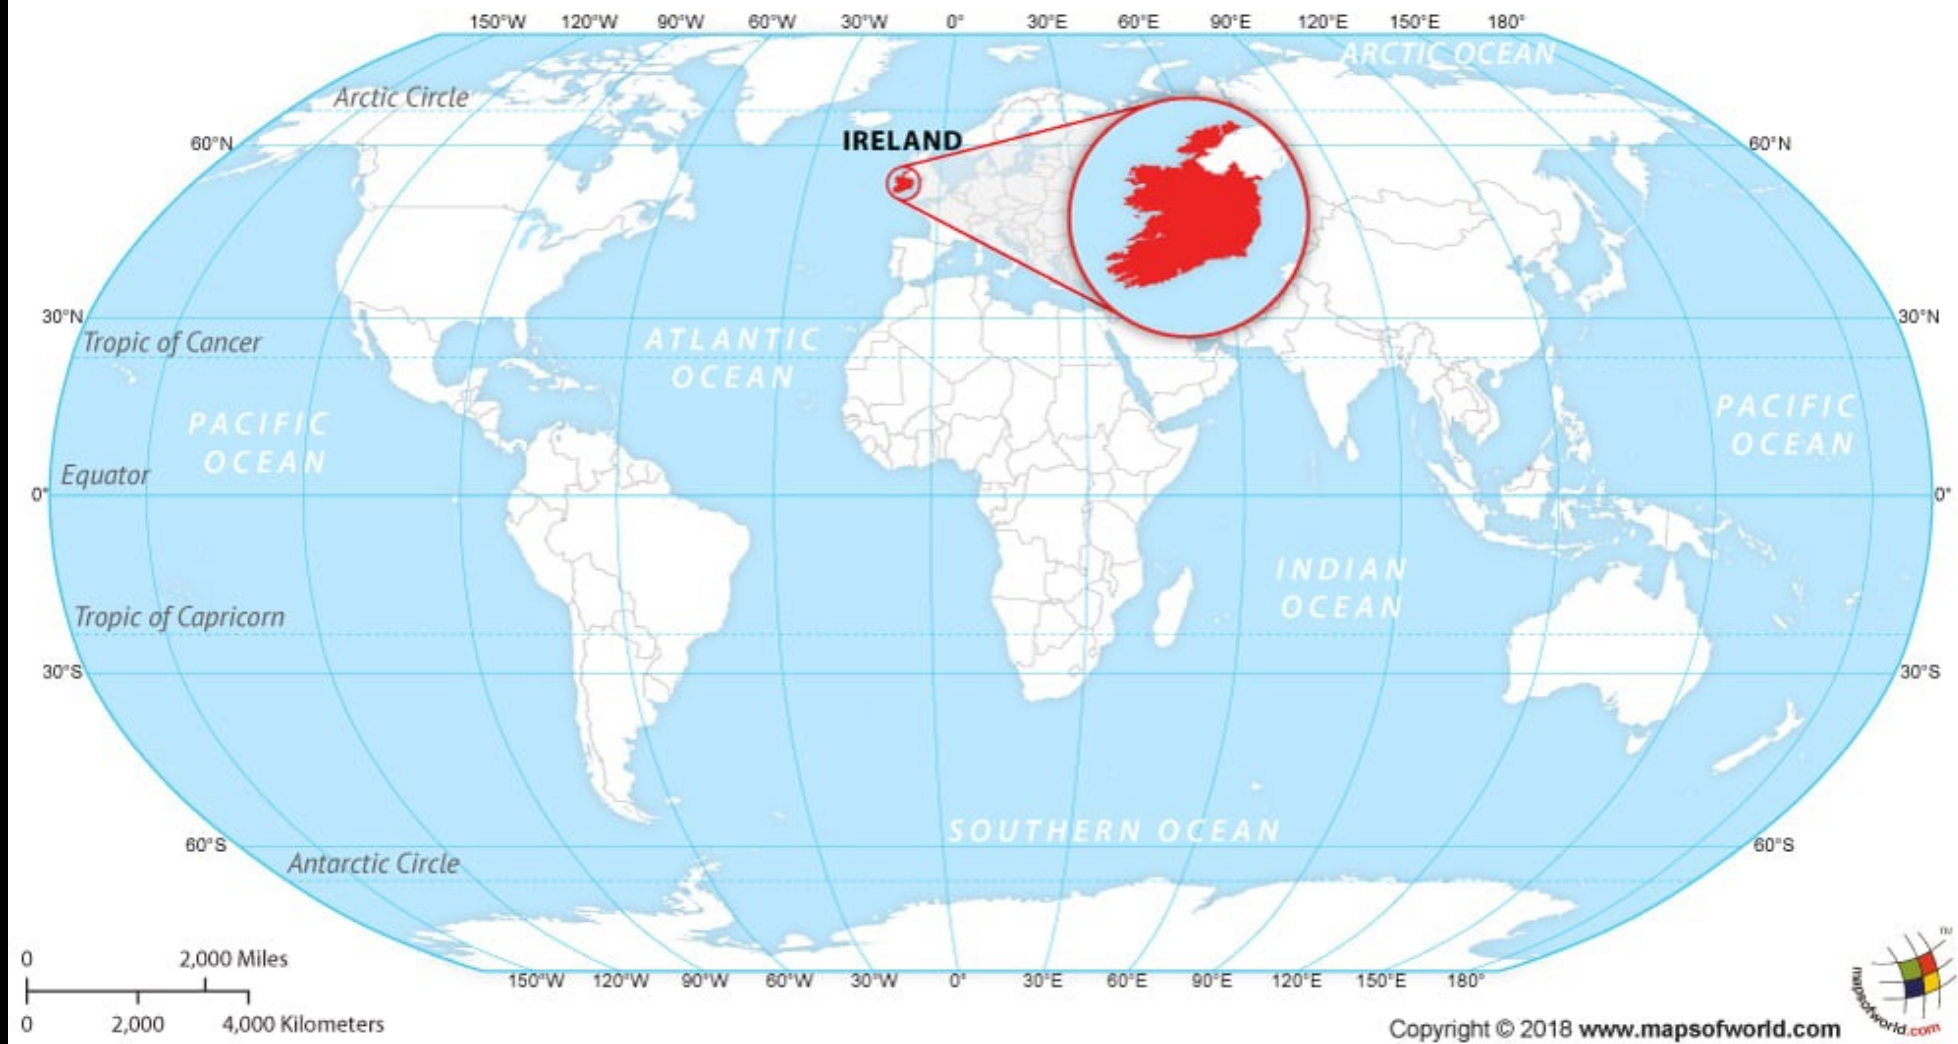 150°W 120°W 90°W 60°W 30°W 0° 30°E 60°E 90°E 120°E 150°E 180°
ARCTIC OCEAN
Arctic Circle
IRELAND
60°N 60°N
30°N 30°N
Tropic of Cancer
ATLANTIC
OCEAN
PACIFIC
OCEAN
PACIFIC
OCEAN
Equator
0° 0°
INDIAN
OCEAN
Tropic of Capricorn
30°S 30°S
SOUTHERN OCEAN
60°S 60°S
Antarctic Circle
150°W 120°W 90°W 60°W 30°W 0° 30°E 60°E 90°E 120°E 150°E 180°
0 2,000 Miles
0 2,000 4,000 Kilometers
Copyright © 2018 www.mapsofworld.com
mapsofworld.com
TM